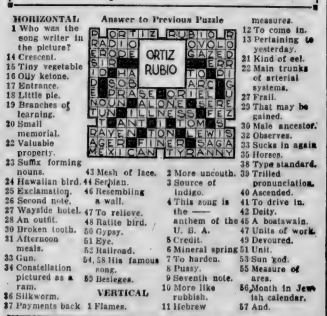 HORIZONTAL
1 Who was the
song writer in
the picture?
14 Crescent.
15 Tiny vegetable
16 Oily ketone.
17 Entrance.
18 Little pie.
19 Branches of
learning.
20 Small
memorial.
22 Valuable
property.
23 Suffix forming
nouns.
24 Hawaiian bird.
25 Exclamation.
26 Second note.
27 Wayside hotel.
28 An outfit.
30 Broken tooth.
31 Afternoon
meals.
33 Gun.
34 Constellation
pictured as a
ram.
36 Silkworm.
37 Payments back
Answer to Previous Puzzle
ORTIZ
RUBIO
43 Mesh of lace.
45 Serbian.
46 Resembling
a wall.
47 To relieve.
48 Ratite bird.
50 Gypsy.
51 Eye.
52 Railroad.
54, 58 His famous
song.
59 Besieges.
VERTICAL
1 Flames.
2 More uncouth.
3 Source of
indigo.
4 This song is
the —
anthem of the
U. S. A.
5 Credit.
6 Mineral spring
7 To harden.
8 Pussy.
9 Seventh note.
10 More like
rubbish.
11 Hebrew
measures.
12 To come in.
13 Pertaining to
yesterday.
21 Kind of eel.
22 Main trunks
of arterial
systems.
27 Frail.
29 That may be
gained.
30 Male ancestor.
32 Observes.
33 Sucks in again
35 Horses.
38 Type standard.
39 Trilled
pronunciation.
40 Ascended.
41 To drive in.
42 Deity.
45 A boatswain.
47 Units of work.
49 Devoured.
51 Unit.
53 Sun god.
55 Measure of
area.
56 Month in Jew
ish calendar.
57 And.